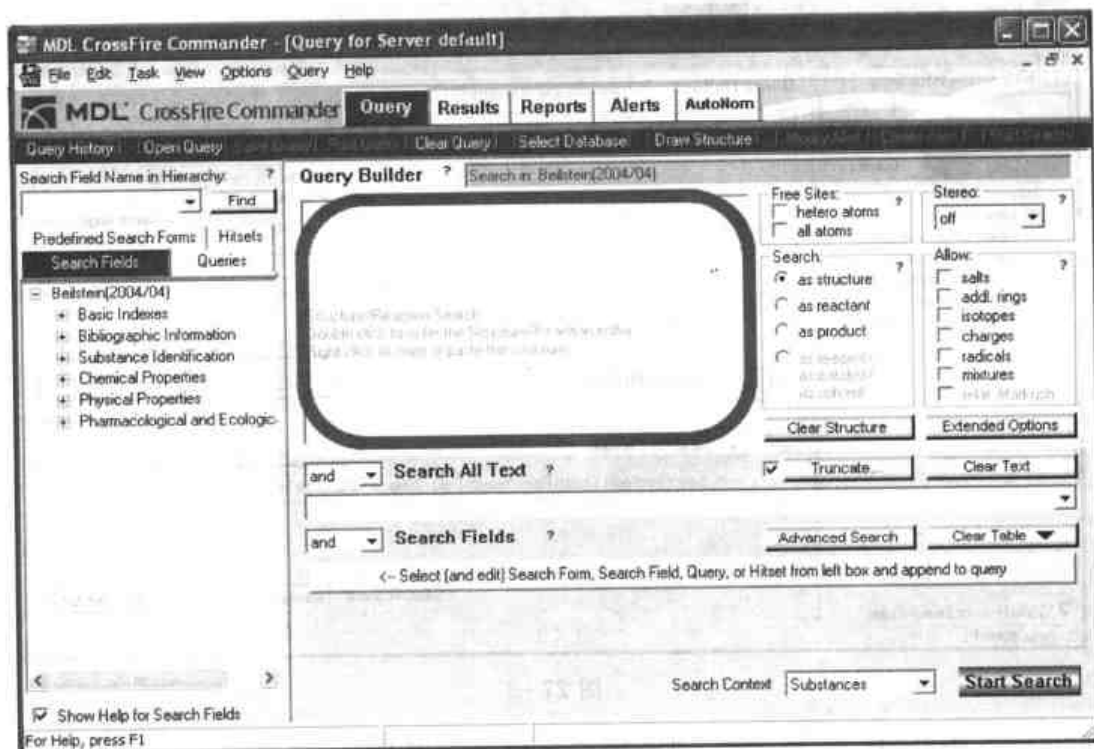 MDL CrossFire Commander - [Query for Server default]
File Edit Task View Options Query Help
MDL CrossFire Commander Query Results Reports Alerts AutoNom
Query History Open Query Clear Query Select Database Draw Structure
Search Field Name in Hierarchy: ?
Find
Predefined Search Forms Hitsets
Search Fields Queries
Beilstein(2004/04)
Basic Indexes
Bibliographic Information
Substance Identification
Chemical Properties
Physical Properties
Pharmacological and Ecologic
Show Help for Search Fields
For Help, press F1
Query Builder ? Search in: Beilstein(2004/04)
Free Sites: ?
hetero atoms
all atoms
Stereo: ?
off
Search: ?
as structure
as reactant
as product
Allow: ?
salts
addl. rings
isotopes
charges
radicals
mixtures
Clear Structure Extended Options
and Search All Text ? Truncate... Clear Text
and Search Fields ? Advanced Search Clear Table
<-- Select (and edit) Search Form, Search Field, Query, or Hitset from left box and append to query
Search Context Substances Start Search